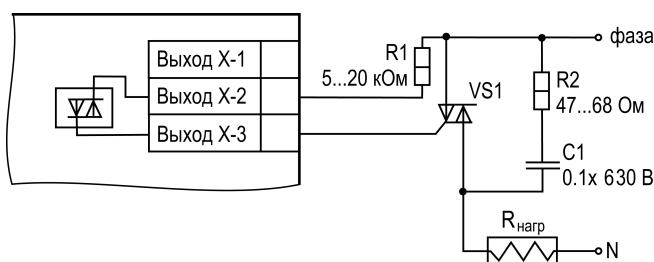 Выход X-1
Выход X-2
Выход X-3
R1
5...20 кОм
VS1
фаза
R2
47...68 Ом
C1
0.1x 630 В
Rнагр
N